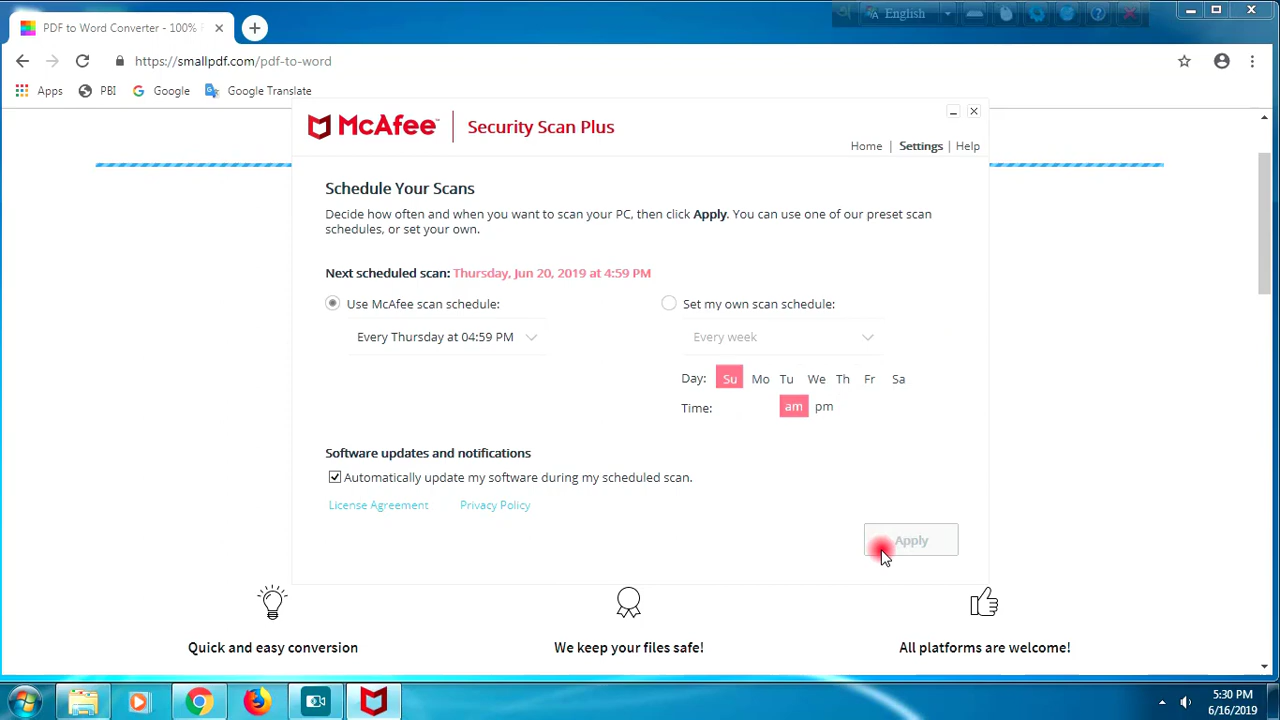 PDF to Word Converter - 100% F
English
https://smallpdf.com/pdf-to-word
Apps
PBI
Google
Google Translate
McAfee
Security Scan Plus
Home | Settings | Help
Schedule Your Scans
Decide how often and when you want to scan your PC, then click Apply. You can use one of our preset scan
schedules, or set your own.
Next scheduled scan: Thursday, Jun 20, 2019 at 4:59 PM
Use McAfee scan schedule:
Set my own scan schedule:
Every Thursday at 04:59 PM
Every week
Day: Su Mo Tu We Th Fr Sa
Time: am pm
Software updates and notifications
Automatically update my software during my scheduled scan.
License Agreement
Privacy Policy
Apply
Quick and easy conversion
We keep your files safe!
All platforms are welcome!
5:30 PM
6/16/2019